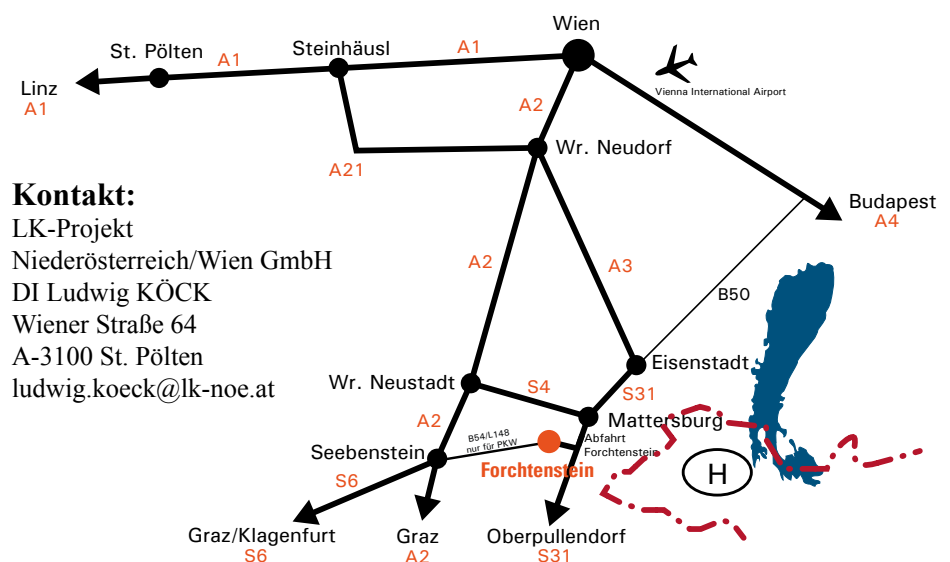 Wien
St. Pölten
Steinhäusl
A1
A1
Linz
A1
Vienna International Airport
A2
Wr. Neudorf
A21
Kontakt:
LK-Projekt
Niederösterreich/Wien GmbH
DI Ludwig KÖCK
Wiener Straße 64
A-3100 St. Pölten
ludwig.koeck@lk-noe.at
Budapest
A4
A2
A3
B50
Eisenstadt
Wr. Neustadt
S4
S31
Mattersburg
A2
B54/L148
nur für PKW
Abfahrt
Forchtenstein
Seebenstein
Forchtenstein
S6
H
Graz/Klagenfurt
S6
Graz
A2
Oberpullendorf
S31